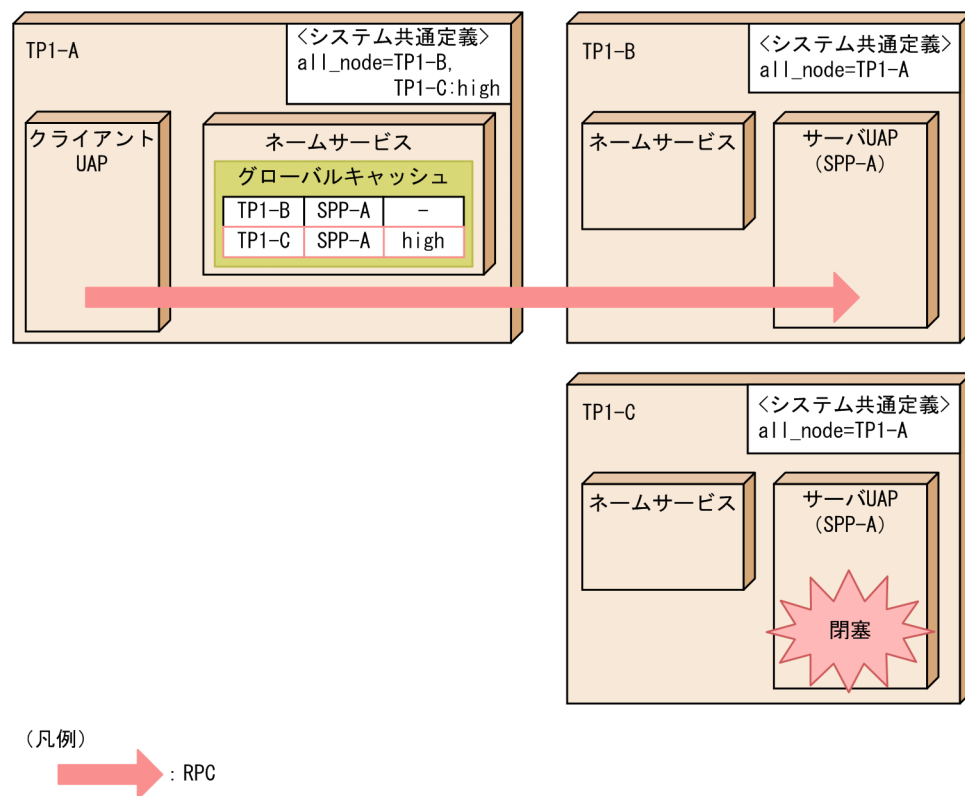 TP1-A
<システム共通定義>
all_node=TP1-B,
TP1-C:high
クライアント
UAP
ネームサービス
グローバルキャッシュ
TP1-B SPP-A －
TP1-C SPP-A high
TP1-B
<システム共通定義>
all_node=TP1-A
ネームサービス
サーバUAP
(SPP-A)
TP1-C
<システム共通定義>
all_node=TP1-A
ネームサービス
サーバUAP
(SPP-A)
閉塞
(凡例)
: RPC